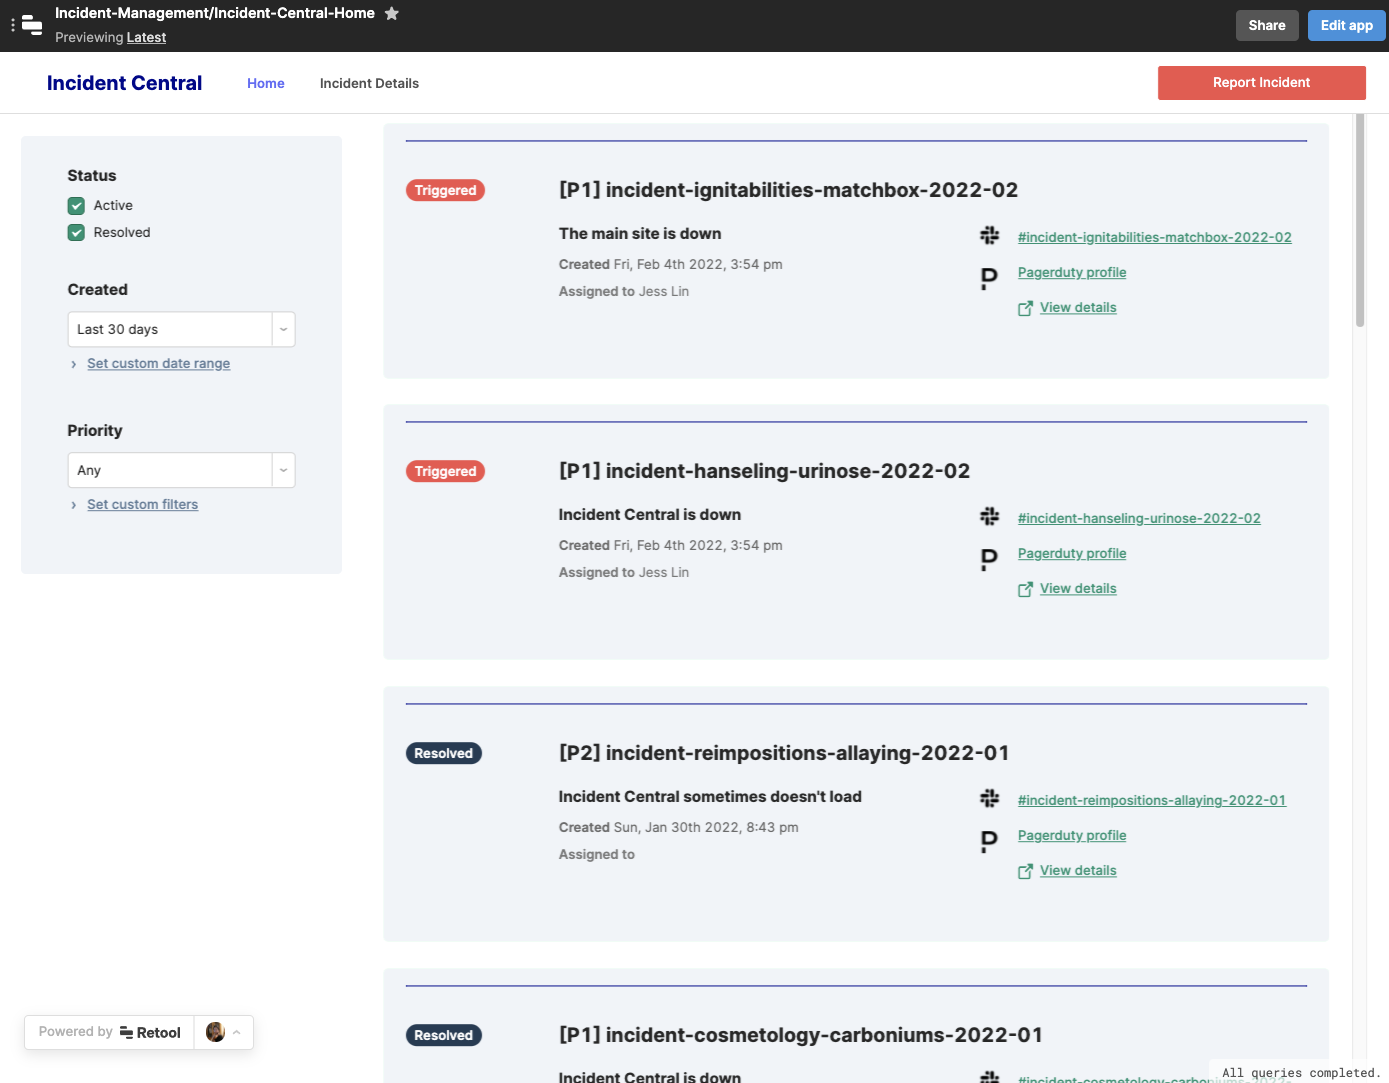 Incident-Management/Incident-Central-Home
Previewing Latest
Share
Edit app
Incident Central
Home
Incident Details
Report Incident
Status
Active
Resolved
Created
Last 30 days
Set custom date range
Priority
Any
Set custom filters
Triggered
[P1] incident-ignitabilities-matchbox-2022-02
The main site is down
Created Fri, Feb 4th 2022, 3:54 pm
Assigned to Jess Lin
#incident-ignitabilities-matchbox-2022-02
Pagerduty profile
View details
Triggered
[P1] incident-hanseling-urinose-2022-02
Incident Central is down
Created Fri, Feb 4th 2022, 3:54 pm
Assigned to Jess Lin
#incident-hanseling-urinose-2022-02
Pagerduty profile
View details
Resolved
[P2] incident-reimpositions-allaying-2022-01
Incident Central sometimes doesn't load
Created Sun, Jan 30th 2022, 8:43 pm
Assigned to
#incident-reimpositions-allaying-2022-01
Pagerduty profile
View details
Resolved
[P1] incident-cosmetology-carboniums-2022-01
Incident Central is down
#incident-cosmetology-carboniums-2022-
Powered by Retool
All queries completed.